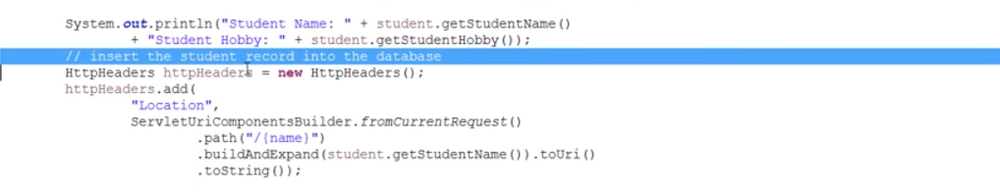 System.out.println("Student Name: " + student.getStudentName()
+ "Student Hobby: " + student.getStudentHobby());
// insert the student record into the database
HttpHeaders httpHeaders = new HttpHeaders();
httpHeaders.add(
"Location",
ServletUriComponentsBuilder.fromCurrentRequest()
.path("/{name}")
.buildAndExpand(student.getStudentName()).toUri()
.toString());